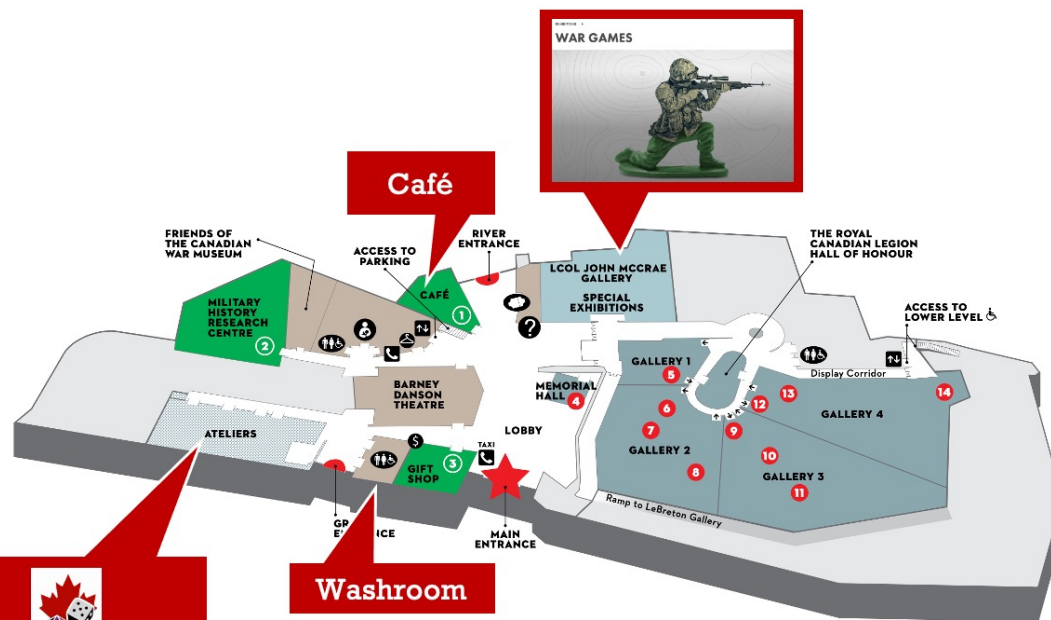 EXHIBITIONS
WAR GAMES
Café
FRIENDS OF
THE CANADIAN
WAR MUSEUM
ACCESS TO
PARKING
RIVER
ENTRANCE
THE ROYAL
CANADIAN LEGION
HALL OF HONOUR
LCOL JOHN MCCRAE
GALLERY
SPECIAL
EXHIBITIONS
MILITARY
HISTORY
RESEARCH
CENTRE
2
CAFÉ
1
?
ACCESS TO
LOWER LEVEL
GALLERY 1
5
Display Corridor
BARNEY
DANSON
THEATRE
MEMORIAL
HALL
4
6
7
GALLERY 2
8
9
12
13
GALLERY 4
14
10
GALLERY 3
11
ATELIERS
LOBBY
$
TAXI
GIFT
SHOP
3
Ramp to LeBreton Gallery
MAIN
ENTRANCE
Washroom